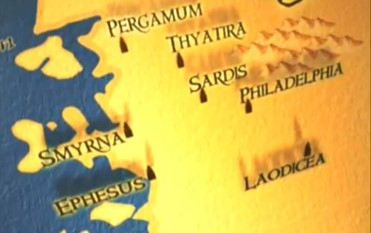 PERGAMUM
THYATIRA
SARDIS
PHILADELPHIA
SMYRNA
EPHESUS
LAODICEA